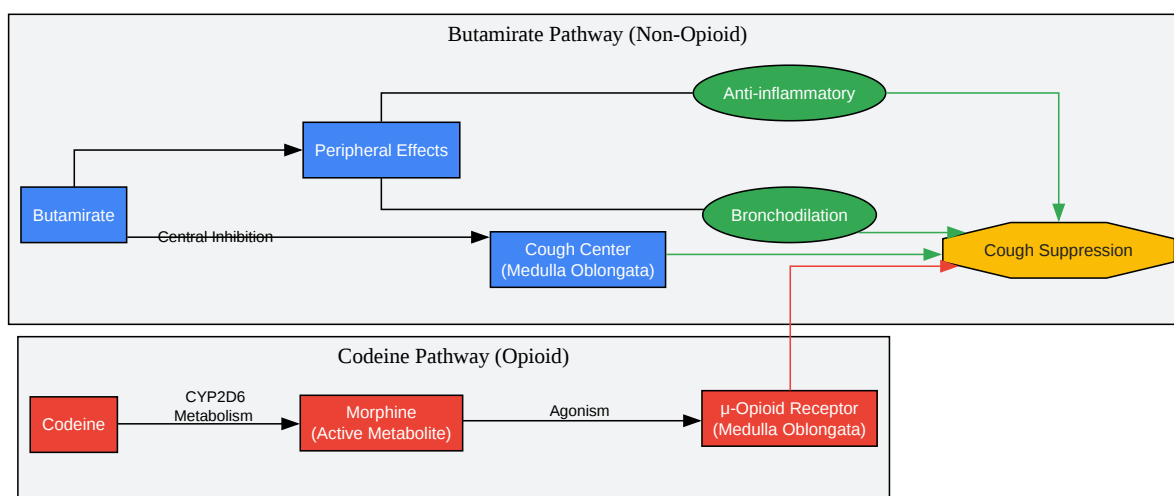 Butamirate Pathway (Non-Opioid)
Anti-inflammatory
Peripheral Effects
Butamirate
Bronchodilation
Central Inhibition
Cough Center
(Medulla Oblongata)
Cough Suppression
Codeine Pathway (Opioid)
CYP2D6
Metabolism
Codeine
Morphine
(Active Metabolite)
Agonism
μ-Opioid Receptor
(Medulla Oblongata)